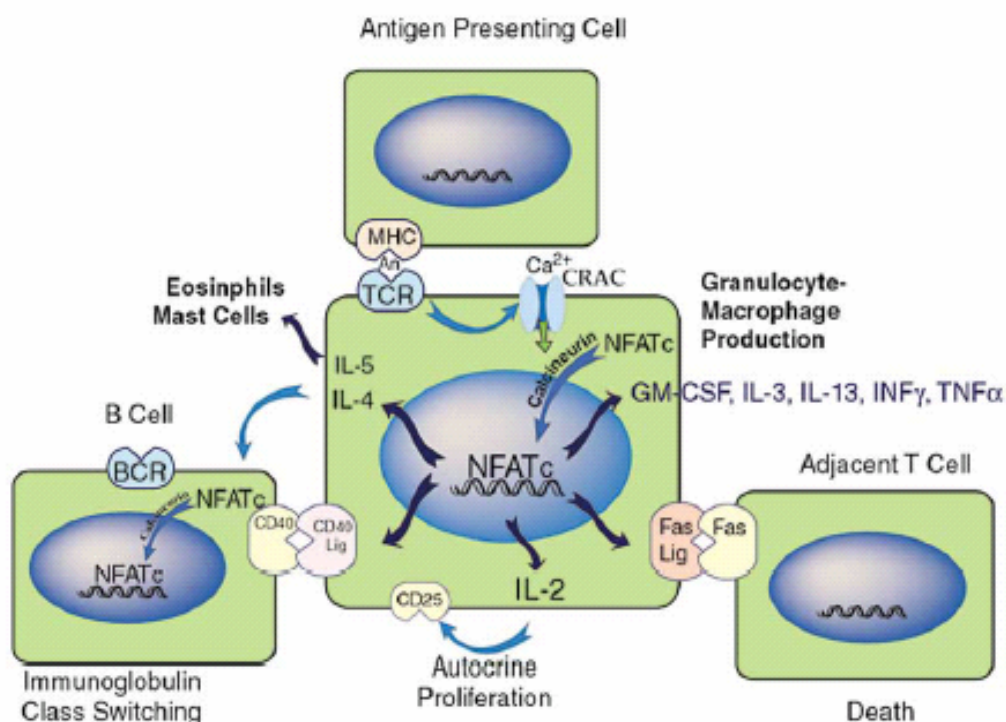 Antigen Presenting Cell
MHC
An
TCR
Ca2+
CRAC
Eosinphils
Mast Cells
Granulocyte-
Macrophage
Production
IL-5
IL-4
Calcineurin
NFATc
GM-CSF, IL-3, IL-13, INFγ, TNFα
NFATc
B Cell
BCR
NFATc
Calcineurin
NFATc
CD40
CD40
Lig
Adjacent T Cell
Fas
Lig
Fas
IL-2
CD25
Autocrine
Proliferation
Immunoglobulin
Class Switching
Death